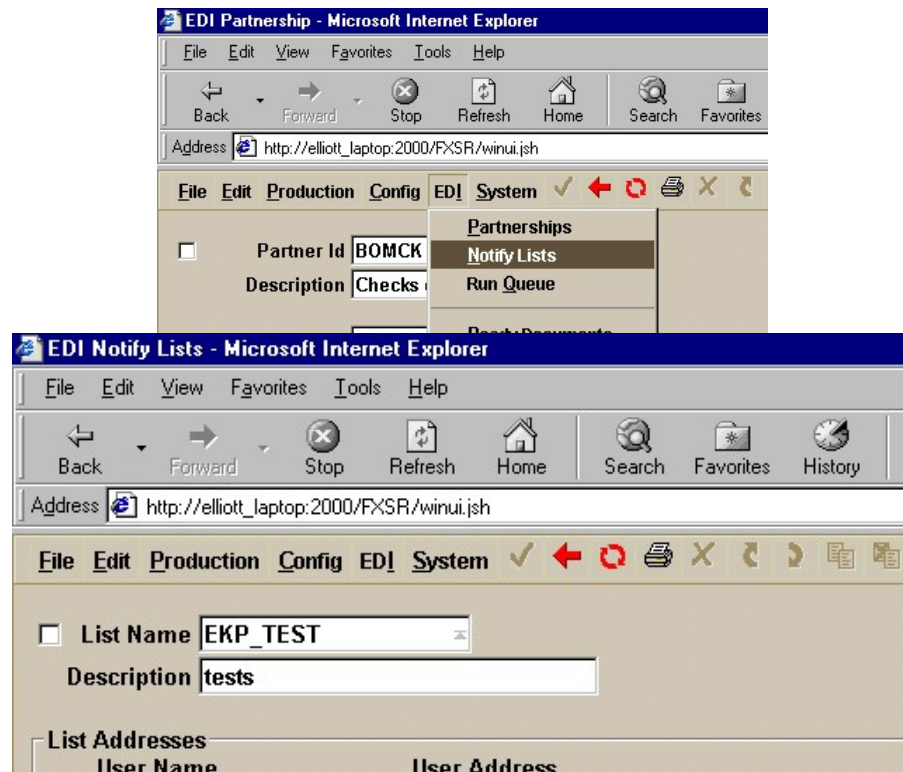 EDI Partnership - Microsoft Internet Explorer
File Edit View Favorites Tools Help
Back Forward Stop Refresh Home Search Favorites
Address http://elliott_laptop:2000/FXSR/winui.jsh
File Edit Production Config EDI System
Partnerships
Partner Id BOMCK
Notify Lists
Description Checks
Run Queue
EDI Notify Lists - Microsoft Internet Explorer
File Edit View Favorites Tools Help
Back Forward Stop Refresh Home Search Favorites History
Address http://elliott_laptop:2000/FXSR/winui.jsh
File Edit Production Config EDI System
List Name EKP_TEST
Description tests
List Addresses
User Name User Address